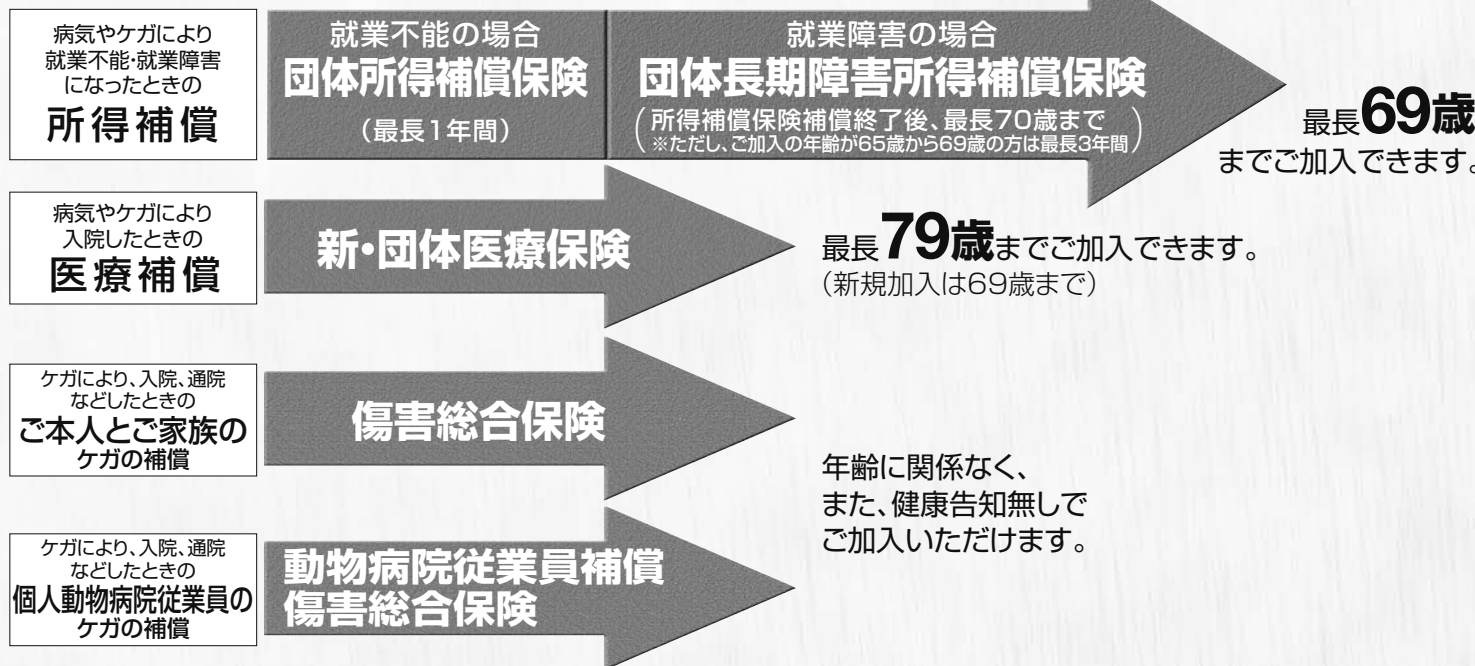 病気やケガにより
就業不能・就業障害
になったときの
所得補償
就業不能の場合
団体所得補償保険
（最長1年間）
就業障害の場合
団体長期障害所得補償保険
（所得補償保険補償終了後、最長70歳まで
※ただし、ご加入の年齢が65歳から69歳の方は最長3年間）
最長69歳
までご加入できます。
病気やケガにより
入院したときの
医療補償
新・団体医療保険
最長79歳までご加入できます。
（新規加入は69歳まで）
ケガにより、入院、通院
などしたときの
ご本人とご家族の
ケガの補償
傷害総合保険
ケガにより、入院、通院
などしたときの
個人動物病院従業員の
ケガの補償
動物病院従業員補償
傷害総合保険
年齢に関係なく、
また、健康告知無しで
ご加入いただけます。